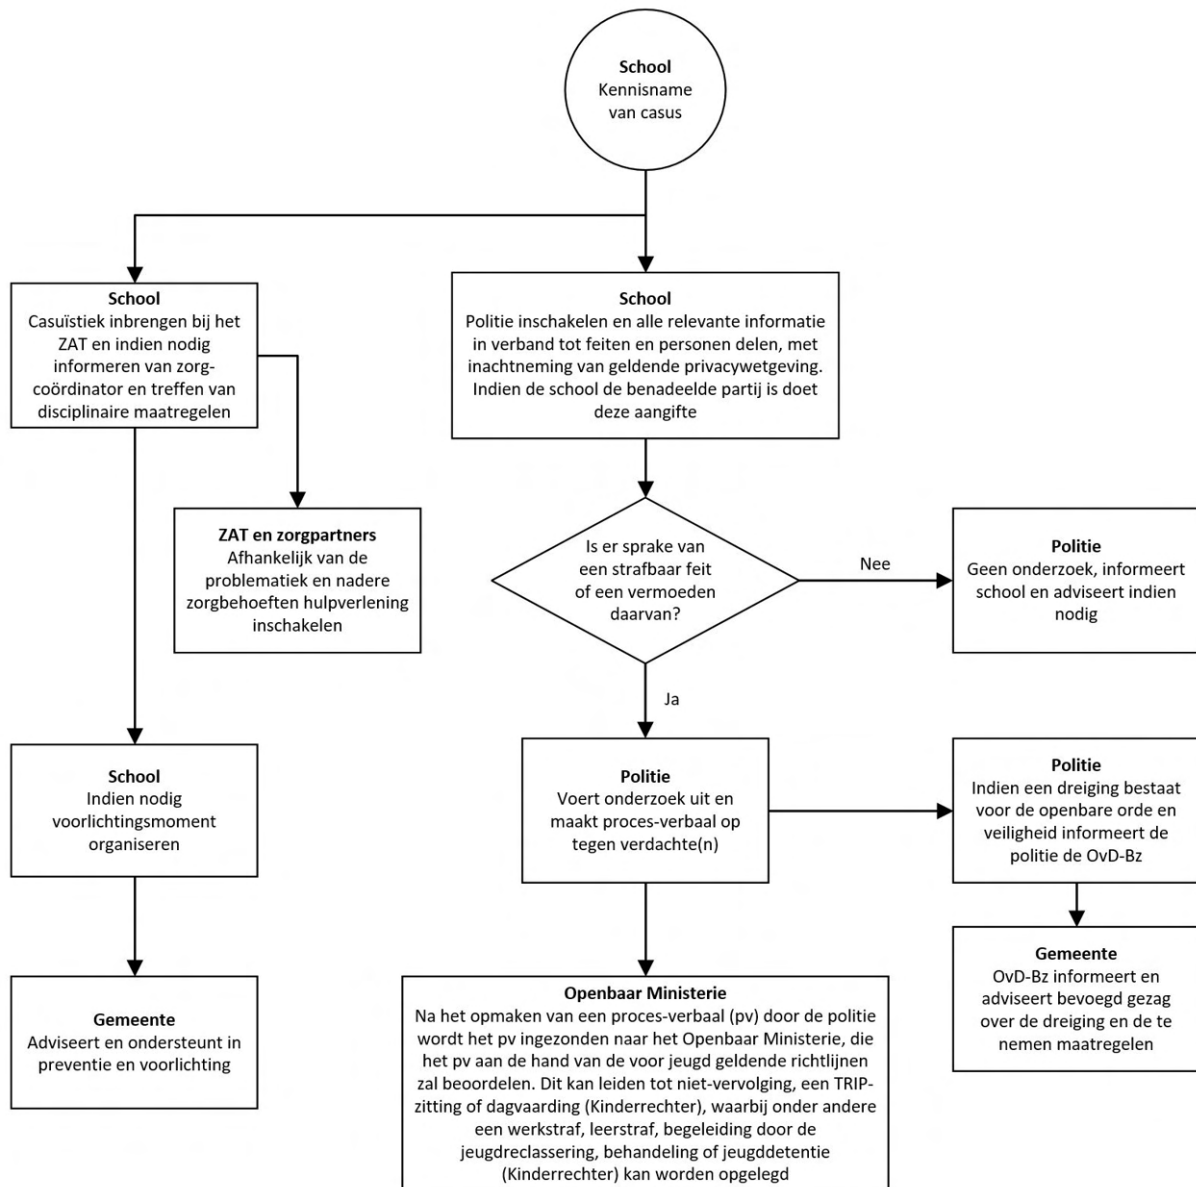 School
Kennisname
van casus
School
Casuïstiek inbrengen bij het
ZAT en indien nodig
informeren van zorg-
coördinator en treffen van
disciplinaire maatregelen
School
Politie inschakelen en alle relevante informatie
in verband tot feiten en personen delen, met
inachtneming van geldende privacywetgeving.
Indien de school de benadeelde partij is doet
deze aangifte
ZAT en zorgpartners
Afhankelijk van de
problematiek en nadere
zorgbehoeften hulpverlening
inschakelen
Is er sprake van
een strafbaar feit
of een vermoeden
daarvan?
Nee
Politie
Geen onderzoek, informeert
school en adviseert indien
nodig
Ja
School
Indien nodig
voorlichtingsmoment
organiseren
Politie
Voert onderzoek uit en
maakt proces-verbaal op
tegen verdachte(n)
Politie
Indien een dreiging bestaat
voor de openbare orde en
veiligheid informeert de
politie de OvD-Bz
Gemeente
Adviseert en ondersteunt in
preventie en voorlichting
Openbaar Ministerie
Na het opmaken van een proces-verbaal (pv) door de politie
wordt het pv ingezonden naar het Openbaar Ministerie, die
het pv aan de hand van de voor jeugd geldende richtlijnen
zal beoordelen. Dit kan leiden tot niet-vervolging, een TRIP-
zitting of dagvaarding (Kinderrechter), waarbij onder andere
een werkstraf, leerstraf, begeleiding door de
jeugdreclassering, behandeling of jeugddetentie
(Kinderrechter) kan worden opgelegd
Gemeente
OvD-Bz informeert en
adviseert bevoegd gezag
over de dreiging en de te
nemen maatregelen